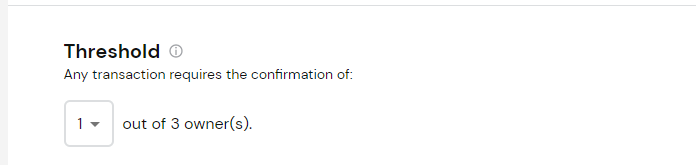 Threshold
Any transaction requires the confirmation of:
1 out of 3 owner(s).